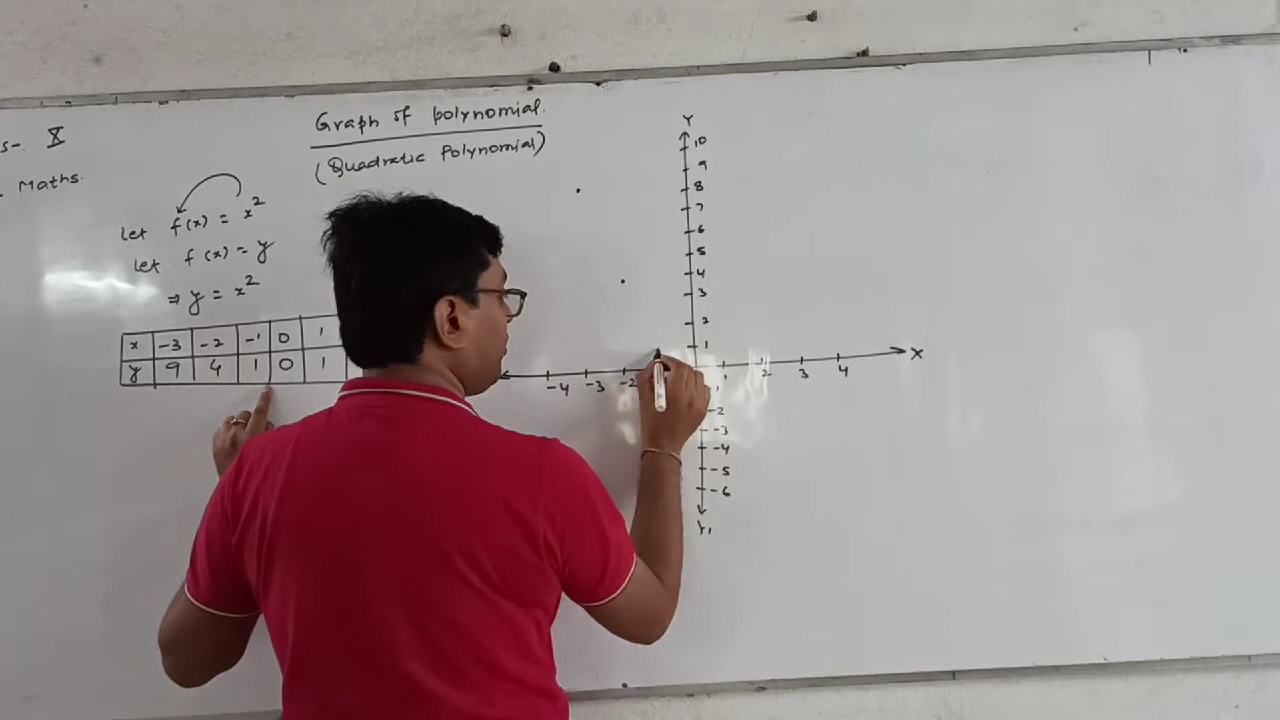 X
Maths.
Graph of polynomial.
(Quadratic Polynomial)
let f(x) = x²
let f(x) = y
⇒ y = x²
x -3 -2 -1 0 1
y 9 4 1 0 1
Y
10
9
8
7
6
5
4
3
2
1
-4 -3 -2 1 2 3 4 X
-2
-3
-4
-5
-6